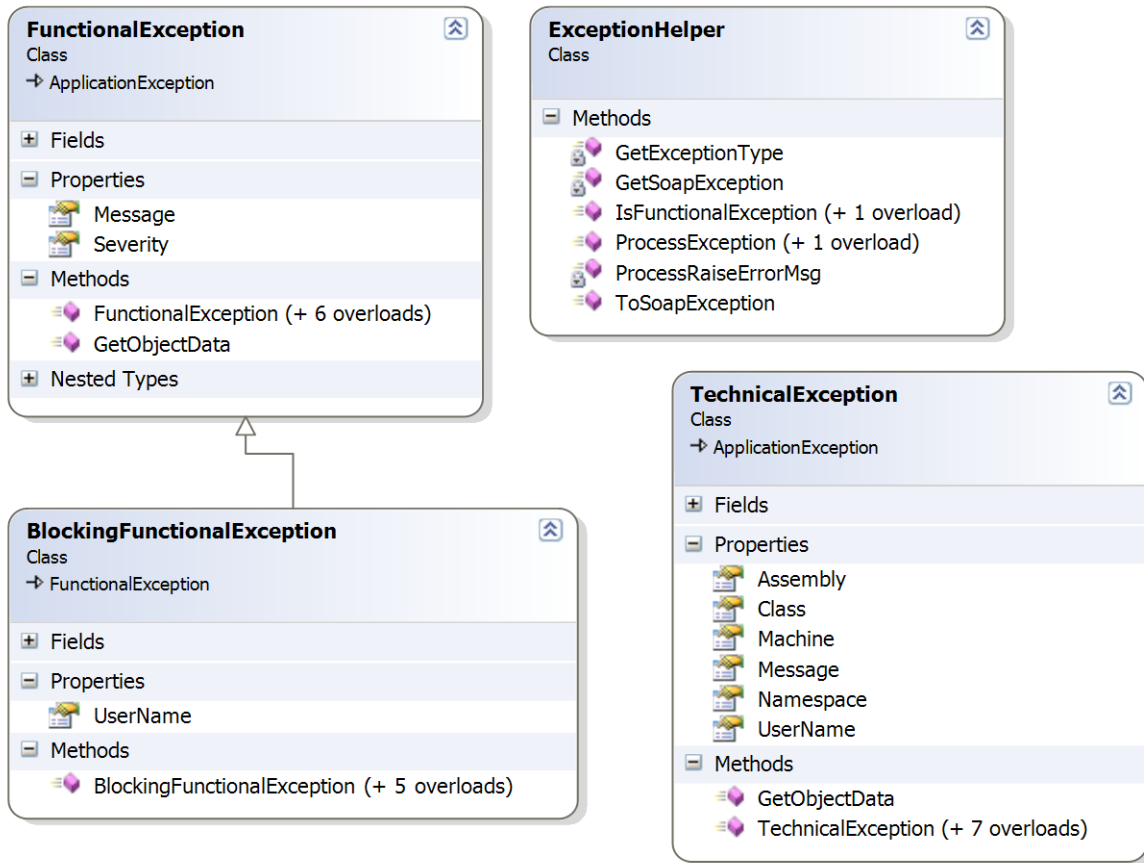 FunctionalException
Class
ApplicationException
Fields
Properties
Message
Severity
Methods
FunctionalException (+ 6 overloads)
GetObjectData
Nested Types
ExceptionHelper
Class
Methods
GetExceptionType
GetSoapException
IsFunctionalException (+ 1 overload)
ProcessException (+ 1 overload)
ProcessRaiseErrorMsg
ToSoapException
BlockingFunctionalException
Class
FunctionalException
Fields
Properties
UserName
Methods
BlockingFunctionalException (+ 5 overloads)
TechnicalException
Class
ApplicationException
Fields
Properties
Assembly
Class
Machine
Message
Namespace
UserName
Methods
GetObjectData
TechnicalException (+ 7 overloads)